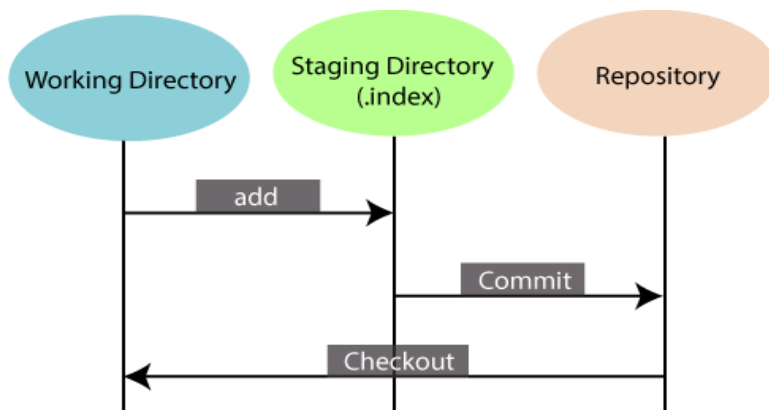 Working Directory
Staging Directory
(.index)
Repository
add
Commit
Checkout